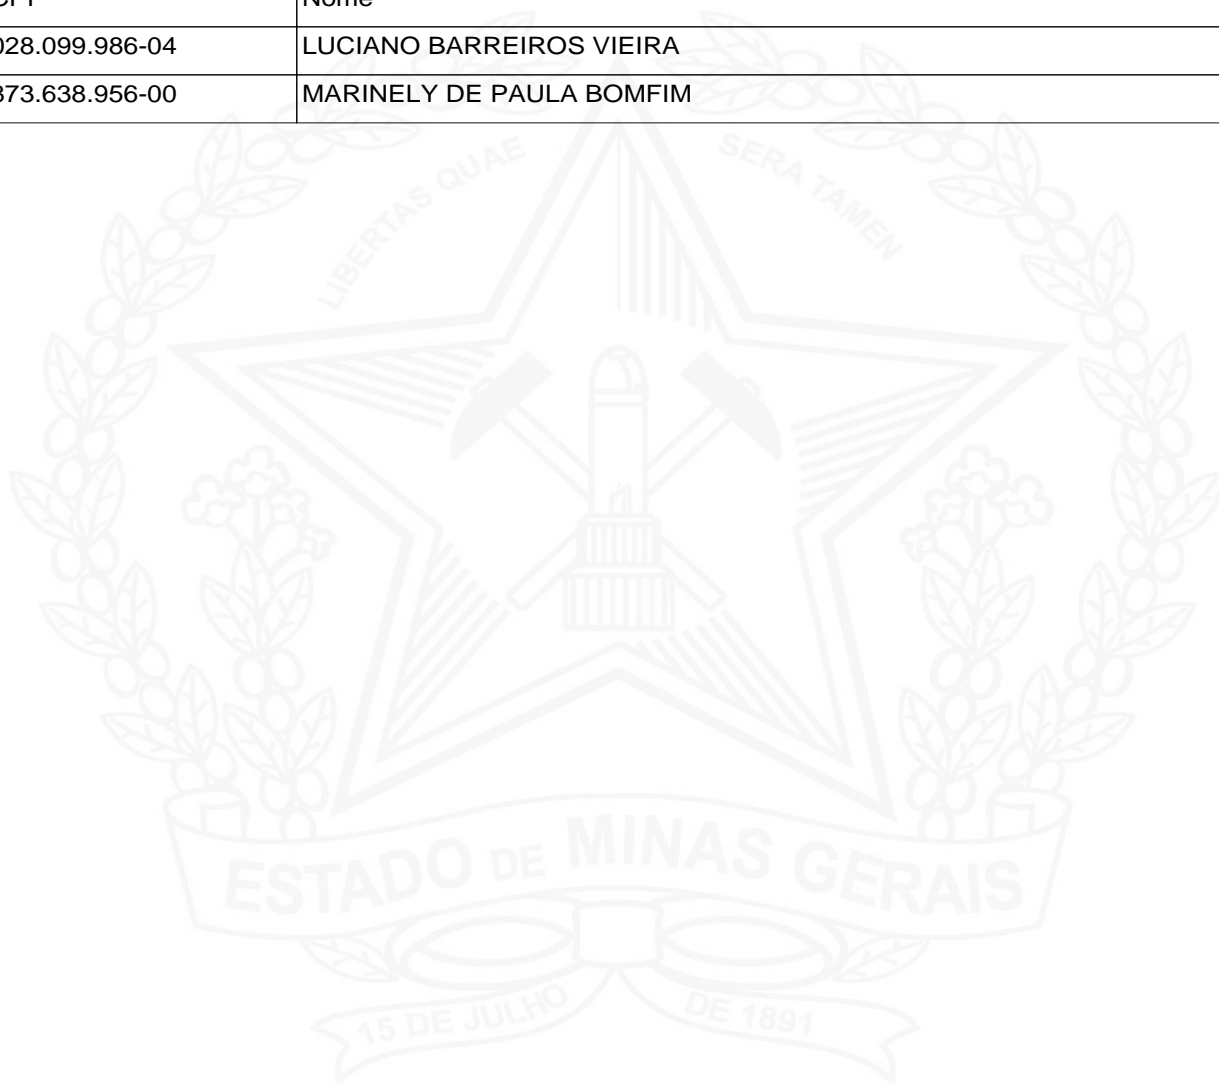 Nome
028.099.986-04 LUCIANO BARREIROS VIEIRA
873.638.956-00 MARINELY DE PAULA BOMFIM
LIBERTAS QUAE SERA TAMEN
ESTADO DE MINAS GERAIS
15 DE JULHO DE 1891